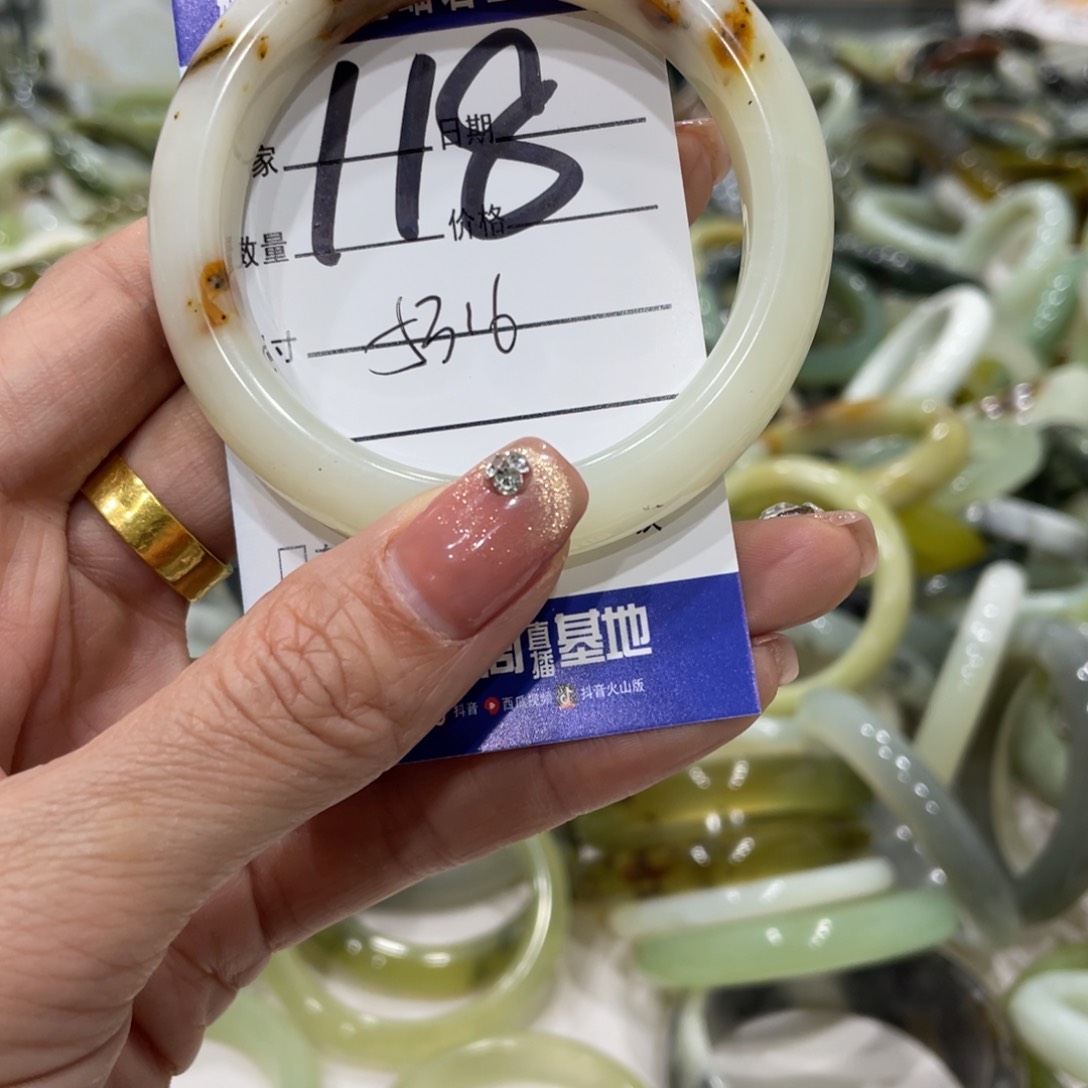 118
家 日期
数量 价格
寸 5316
直播基地
抖音 西瓜视频 抖音火山版